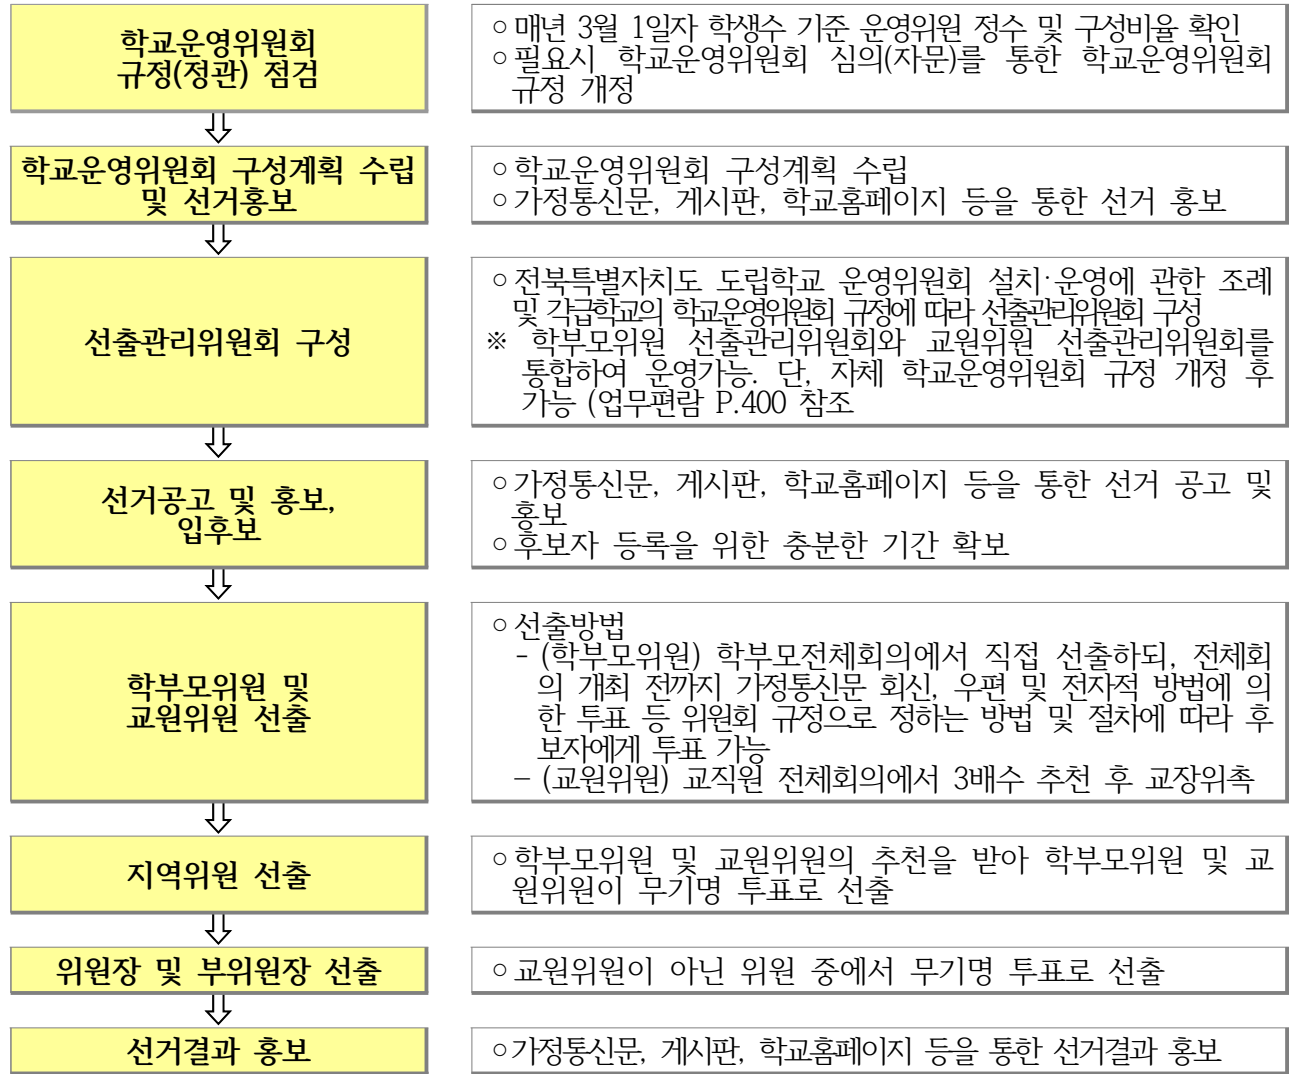 학교운영위원회
규정(정관) 점검
○ 매년 3월 1일자 학생수 기준 운영위원 정수 및 구성비율 확인
○ 필요시 학교운영위원회 심의(자문)를 통한 학교운영위원회
규정 개정
학교운영위원회 구성계획 수립
및 선거홍보
○ 학교운영위원회 구성계획 수립
○ 가정통신문, 게시판, 학교홈페이지 등을 통한 선거 홍보
선출관리위원회 구성
○ 전북특별자치도 도립학교 운영위원회 설치·운영에 관한 조례
및 각급학교의 학교운영위원회 규정에 따라 선출관리위원회 구성
※ 학부모위원 선출관리위원회와 교원위원 선출관리위원회를
통합하여 운영가능. 단, 자체 학교운영위원회 규정 개정 후
가능 (업무편람 P.400 참조
선거공고 및 홍보,
입후보
○ 가정통신문, 게시판, 학교홈페이지 등을 통한 선거 공고 및
홍보
○ 후보자 등록을 위한 충분한 기간 확보
학부모위원 및
교원위원 선출
○ 선출방법
- (학부모위원) 학부모전체회의에서 직접 선출하되, 전체회
의 개최 전까지 가정통신문 회신, 우편 및 전자적 방법에 의
한 투표 등 위원회 규정으로 정하는 방법 및 절차에 따라 후
보자에게 투표 가능
– (교원위원) 교직원 전체회의에서 3배수 추천 후 교장위촉
지역위원 선출
○ 학부모위원 및 교원위원의 추천을 받아 학부모위원 및 교
원위원이 무기명 투표로 선출
위원장 및 부위원장 선출
○ 교원위원이 아닌 위원 중에서 무기명 투표로 선출
선거결과 홍보
○가정통신문, 게시판, 학교홈페이지 등을 통한 선거결과 홍보